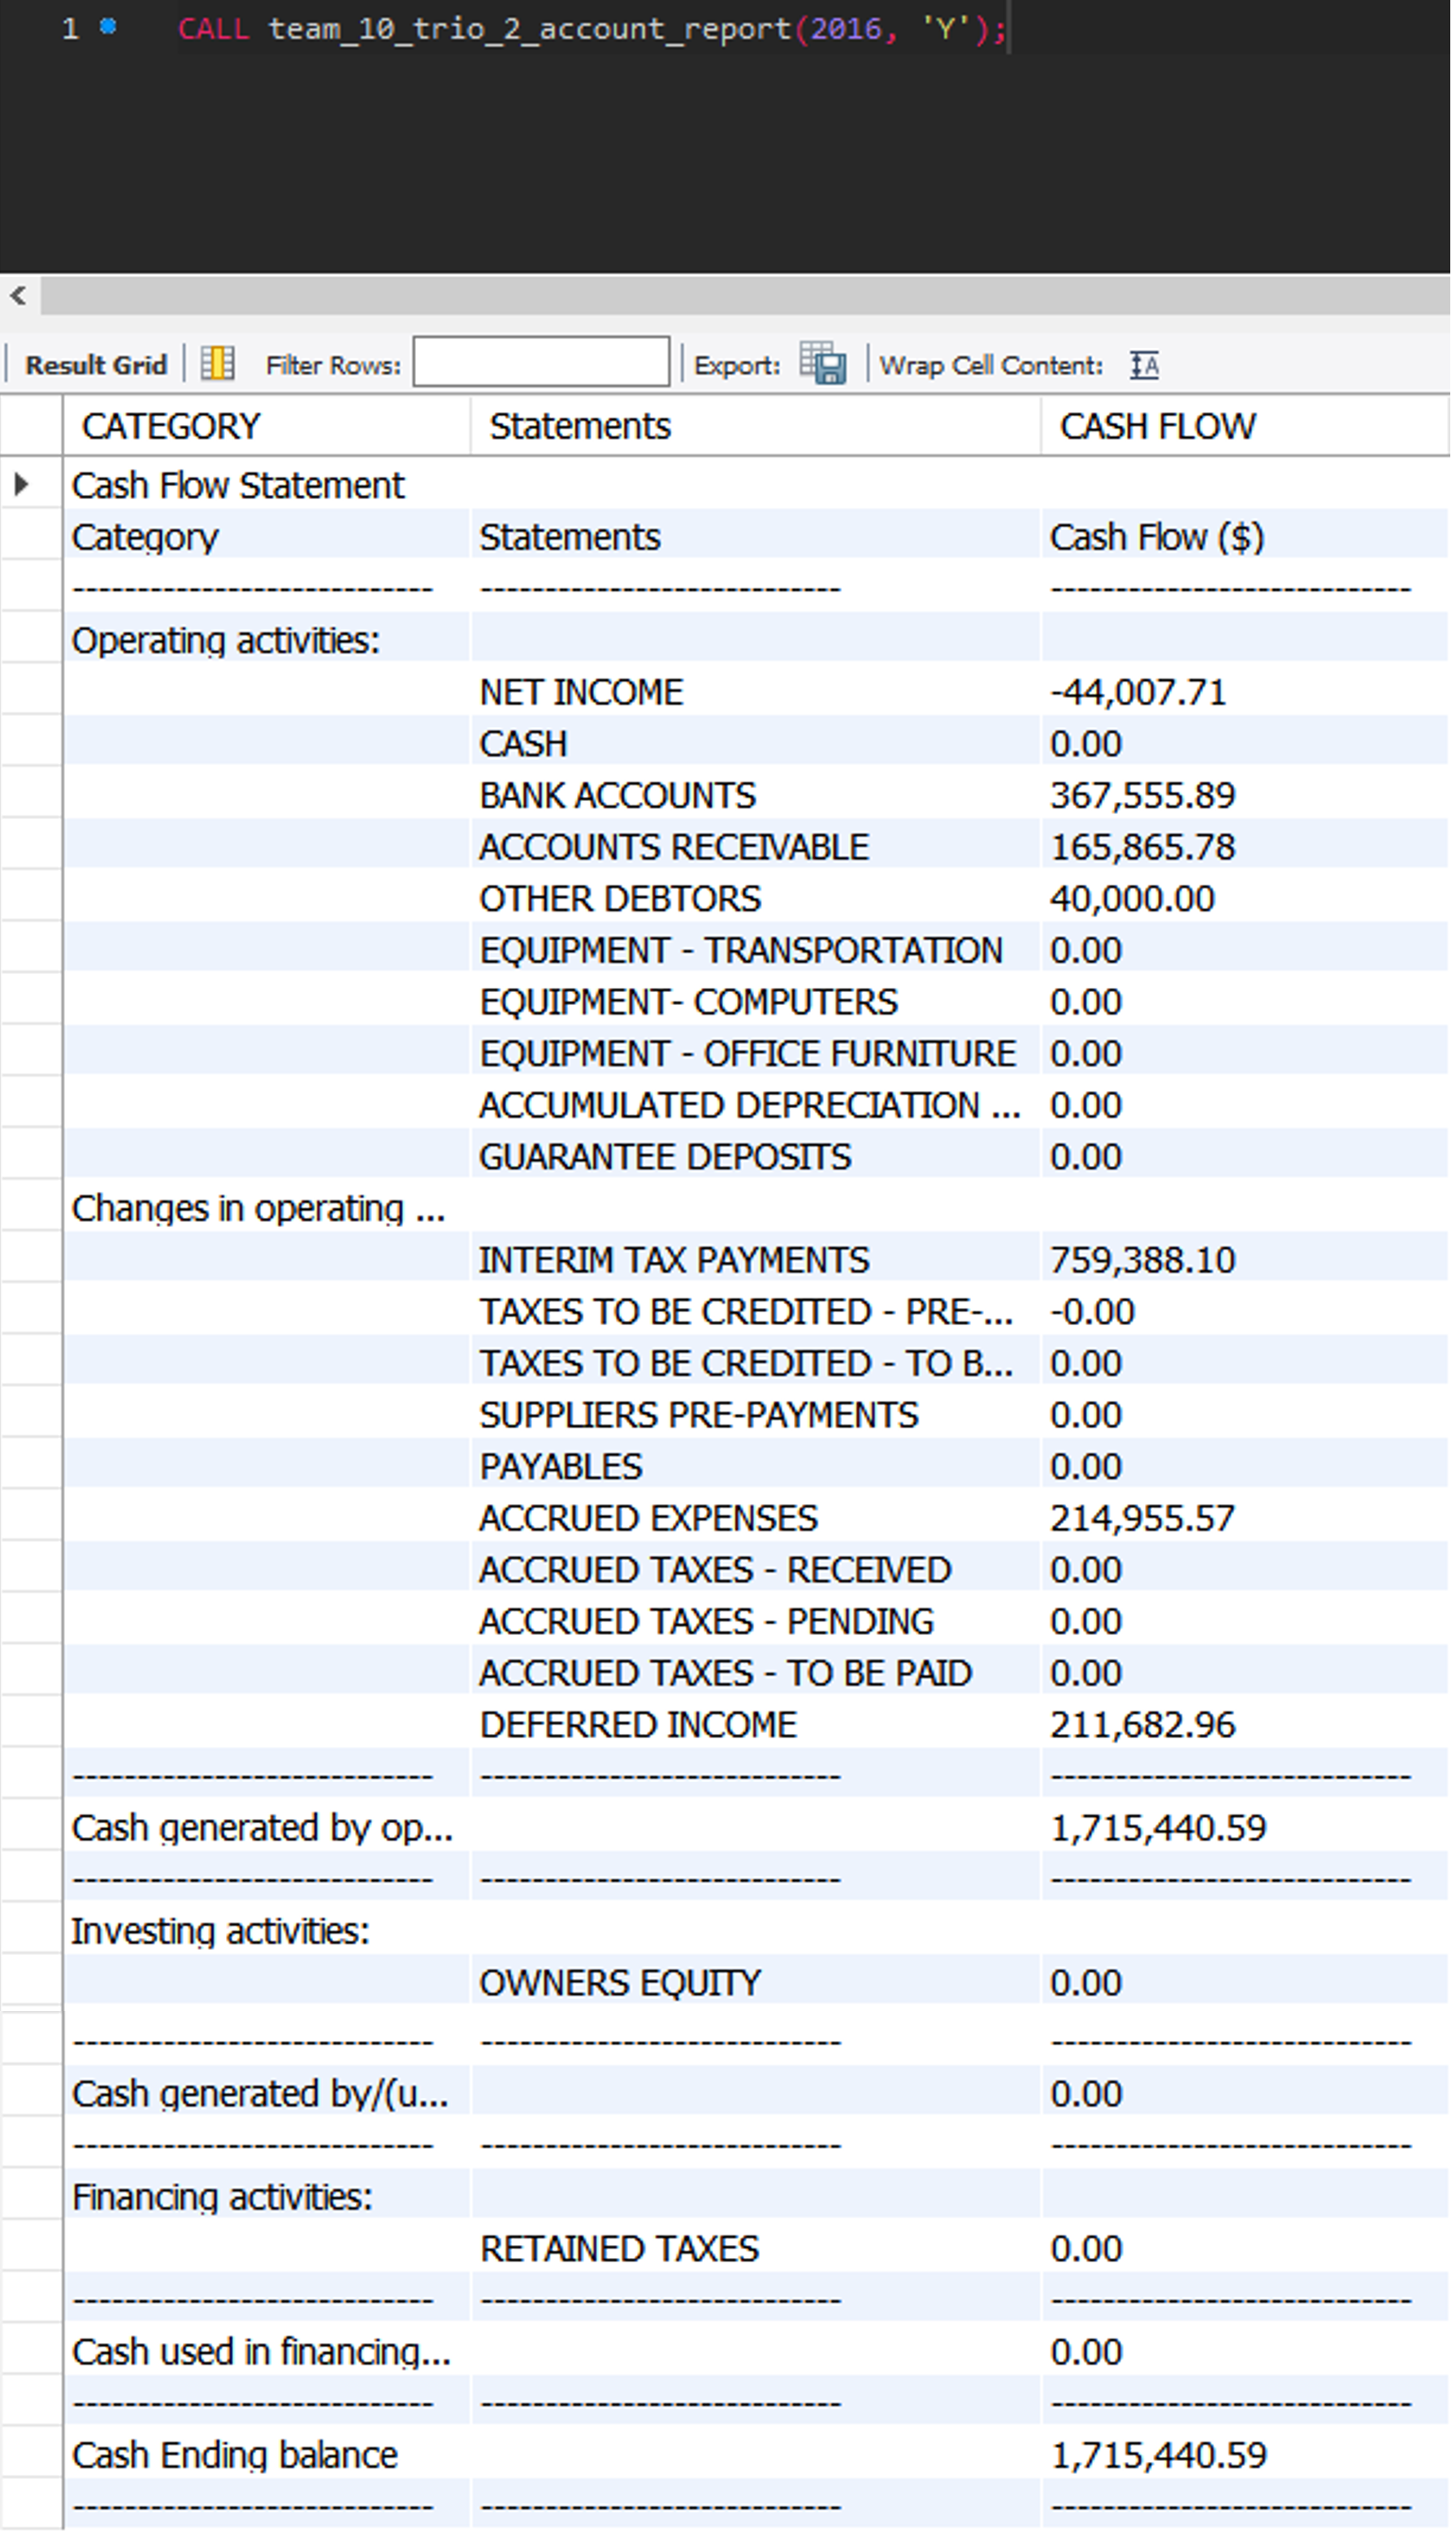 1 CALL team_10_trio_2_account_report(2016, 'Y');
Result Grid Filter Rows: Export: Wrap Cell Content:
CATEGORY Statements CASH FLOW
Cash Flow Statement
Category Statements Cash Flow ($)
---------------------------- ---------------------------- ----------------------------
Operating activities:
NET INCOME -44,007.71
CASH 0.00
BANK ACCOUNTS 367,555.89
ACCOUNTS RECEIVABLE 165,865.78
OTHER DEBTORS 40,000.00
EQUIPMENT - TRANSPORTATION 0.00
EQUIPMENT- COMPUTERS 0.00
EQUIPMENT - OFFICE FURNITURE 0.00
ACCUMULATED DEPRECIATION ... 0.00
GUARANTEE DEPOSITS 0.00
Changes in operating ...
INTERIM TAX PAYMENTS 759,388.10
TAXES TO BE CREDITED - PRE-... -0.00
TAXES TO BE CREDITED - TO B... 0.00
SUPPLIERS PRE-PAYMENTS 0.00
PAYABLES 0.00
ACCRUED EXPENSES 214,955.57
ACCRUED TAXES - RECEIVED 0.00
ACCRUED TAXES - PENDING 0.00
ACCRUED TAXES - TO BE PAID 0.00
DEFERRED INCOME 211,682.96
---------------------------- ---------------------------- ----------------------------
Cash generated by op... 1,715,440.59
---------------------------- ---------------------------- ----------------------------
Investing activities:
OWNERS EQUITY 0.00
---------------------------- ---------------------------- ----------------------------
Cash generated by/(u... 0.00
---------------------------- ---------------------------- ----------------------------
Financing activities:
RETAINED TAXES 0.00
---------------------------- ---------------------------- ----------------------------
Cash used in financing... 0.00
---------------------------- ---------------------------- ----------------------------
Cash Ending balance 1,715,440.59
---------------------------- ---------------------------- ----------------------------